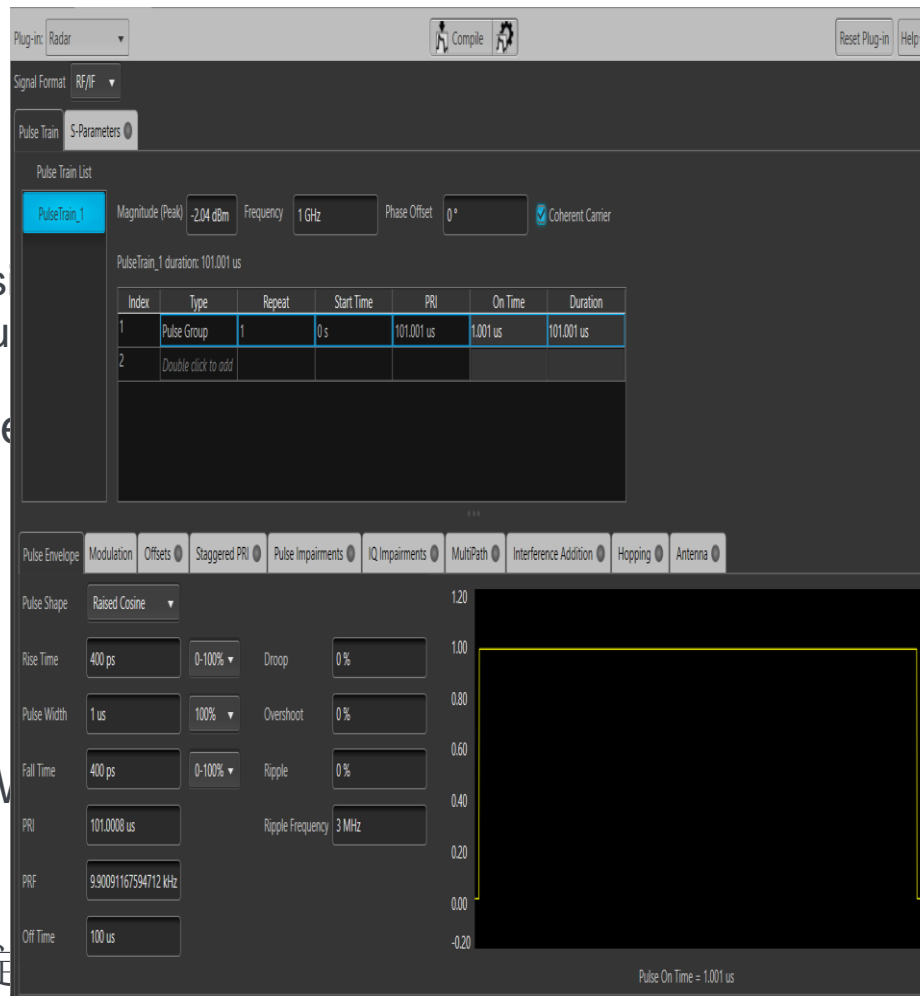 Plug-in: Radar Compile Reset Plug-in Help
Signal Format RF/IF
Pulse Train S-Parameters
Pulse Train List
PulseTrain_1 Magnitude (Peak) -2.04 dBm Frequency 1 GHz Phase Offset 0 ° Coherent Carrier
PulseTrain_1 duration: 101.001 us
Index Type Repeat Start Time PRI On Time Duration
1 Pulse Group 1 0 s 101.001 us 1.001 us 101.001 us
2 Double click to add
Pulse Envelope Modulation Offsets Staggered PRI Pulse Impairments IQ Impairments MultiPath Interference Addition Hopping Antenna
Pulse Shape Raised Cosine
Rise Time 400 ps 0-100% Droop 0 %
Pulse Width 1 us 100% Overshoot 0 %
Fall Time 400 ps 0-100% Ripple 0 %
PRI 101.0008 us Ripple Frequency 3 MHz
PRF 9.90091167594712 kHz
Off Time 100 us
1.20
1.00
0.80
0.60
0.40
0.20
0.00
-0.20
Pulse On Time = 1.001 us